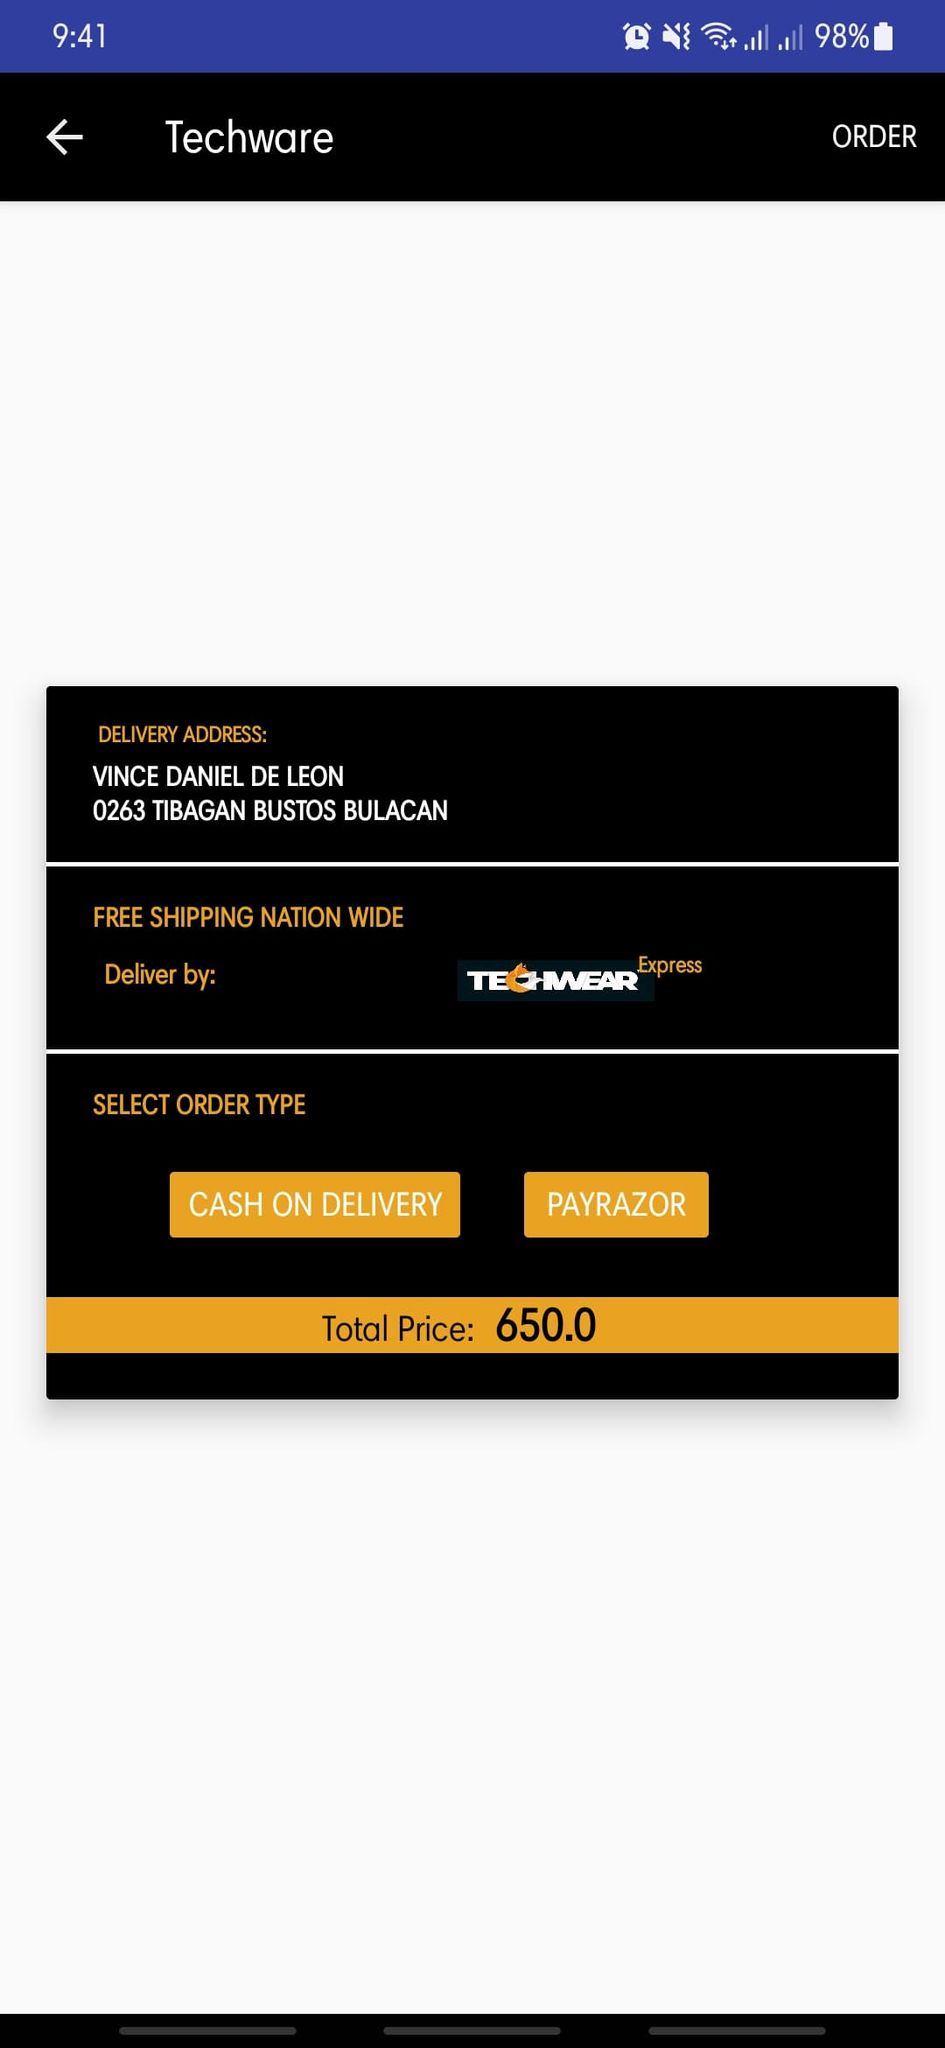 9:41 98%
Techware ORDER
DELIVERY ADDRESS:
VINCE DANIEL DE LEON
0263 TIBAGAN BUSTOS BULACAN
FREE SHIPPING NATION WIDE
Deliver by: TECHWEAR Express
SELECT ORDER TYPE
CASH ON DELIVERY PAYRAZOR
Total Price: 650.0